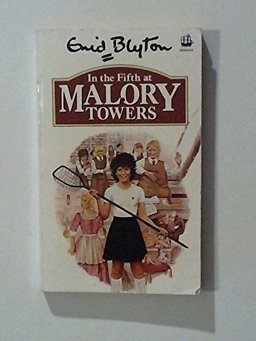 Enid Blyton
In the Fifth at
MALORY
TOWERS